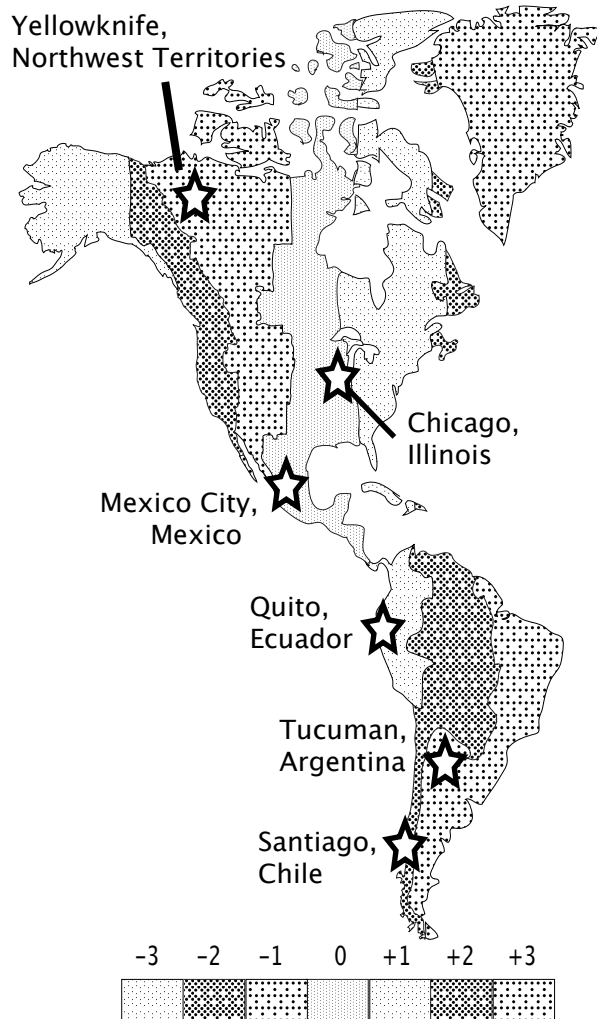 Yellowknife,
Northwest Territories
Chicago,
Illinois
Mexico City,
Mexico
Quito,
Ecuador
Tucuman,
Argentina
Santiago,
Chile
-3 -2 -1 0 +1 +2 +3